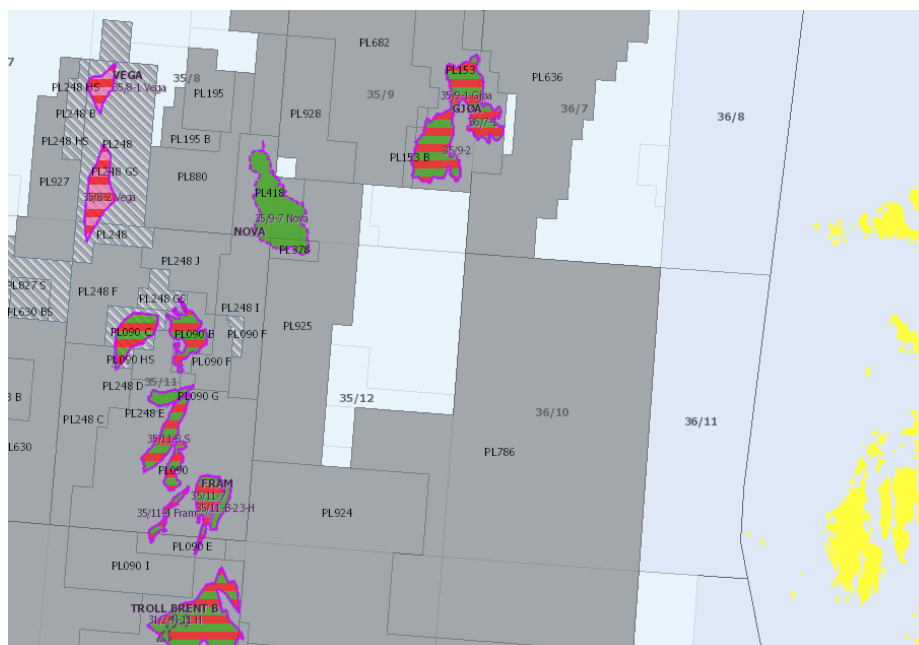 PL682
7
VEGA
35/8
PL153
PL636
PL248 HS
35/8-1 Vega
PL195
35/9
35/9-1 Gjøa
GJØA
36/7
PL248 B
PL928
35/7-1
36/8
PL248 HS
PL248
PL195 B
35/9-2
PL153 B
PL248 GS
PL927
PL880
PL418
35/8-2 Vega
35/9-7 Nova
PL248
NOVA
PL378
PL248 J
PL827 S
PL248 F
PL248 GS
PL248 I
PL630 BS
PL925
PL090 C
PL090 B
PL090 F
PL090 HS
PL090 F
PL248 D
35/11
PL090 G
35/12
3 B
PL248 E
36/10
PL248 C
36/11
35/11-8 S
PL630
PL786
PL090
FRAM
35/11-7
35/11-B-23-H
35/11-4 Fram
PL924
PL090 E
PL090 I
TROLL BRENT B